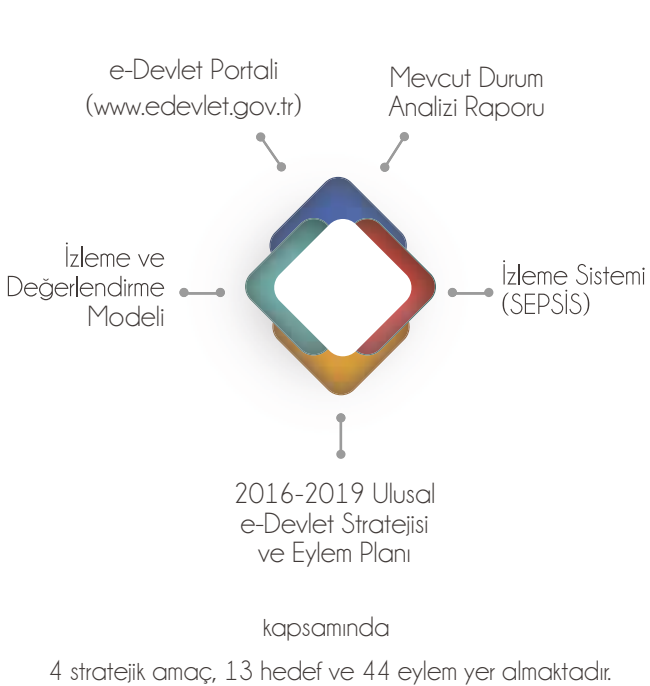 e-Devlet Portali
(www.edevlet.gov.tr)
Mevcut Durum
Analizi Raporu
İzleme ve
Değerlendirme
Modeli
İzleme Sistemi
(SEPSİS)
2016-2019 Ulusal
e-Devlet Stratejisi
ve Eylem Planı
kapsamında
4 stratejik amaç, 13 hedef ve 44 eylem yer almaktadır.